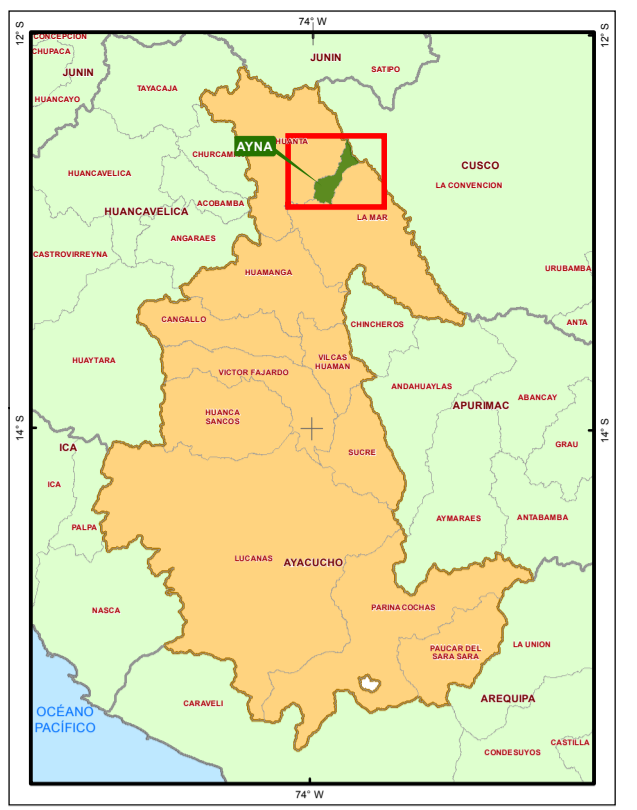 74° W
12° S
12° S
CONCEPCION
CHUPACA
JUNIN
JUNIN
SATIPO
TAYACAJA
HUANCAYO
HUANTA
AYNA
CUSCO
LA CONVENCION
HUANCAVELICA
ACOBAMBA
HUANCAVELICA
LA MAR
ANGARAES
CASTROVIRREYNA
URUBAMBA
HUAMANGA
CANGALLO
CHINCHEROS
ANTA
HUAYTARA
VILCAS
HUAMAN
VICTOR FAJARDO
ANDAHUAYLAS
ABANCAY
APURIMAC
HUANCA
SANCOS
14° S
14° S
GRAU
ICA
SUCRE
ICA
PALPA
AYMARAES
ANTABAMBA
LUCANAS
AYACUCHO
NASCA
PARINACOCHAS
PAUCAR DEL
SARA SARA
LA UNION
CARAVELI
AREQUIPA
OCÉANO
PACÍFICO
CASTILLA
CONDESUYOS
74° W